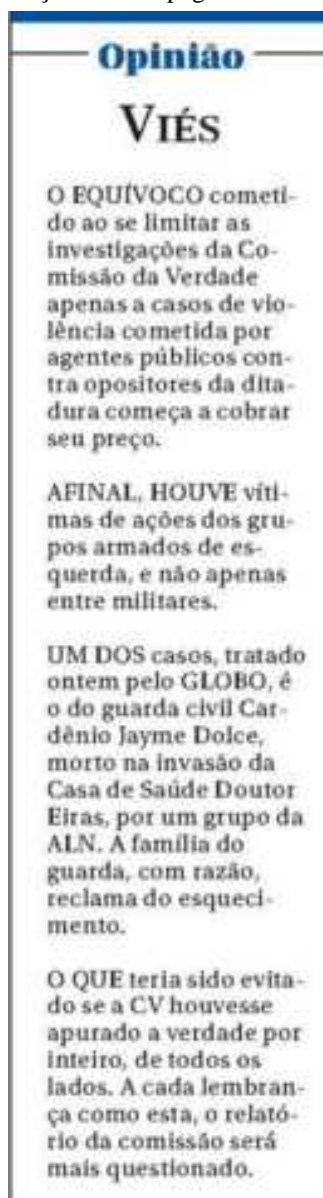 Opinião
VIÉS
O EQUÍVOCO cometi-
do ao se limitar as
investigações da Co-
missão da Verdade
apenas a casos de vio-
lência cometida por
agentes públicos con-
tra opositores da dita-
dura começa a cobrar
seu preço.
AFINAL, HOUVE víti-
mas de ações dos gru-
pos armados de es-
querda, e não apenas
entre militares.
UM DOS casos, tratado
ontem pelo GLOBO, é
o do guarda civil Car-
dênio Jayme Dolce,
morto na invasão da
Casa de Saúde Doutor
Eiras, por um grupo da
ALN. A família do
guarda, com razão,
reclama do esqueci-
mento.
O QUE teria sido evita-
do se a CV houvesse
apurado a verdade por
inteiro, de todos os
lados. A cada lembran-
ça como esta, o relató-
rio da comissão será
mais questionado.